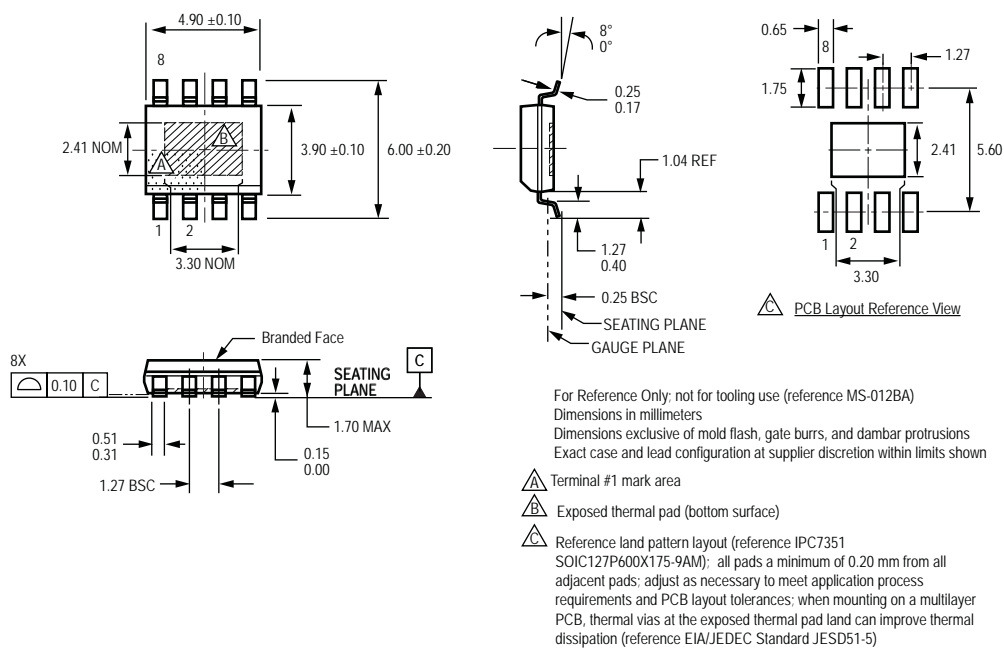 4.90 ±0.10
8
2.41 NOM
A
B
3.90 ±0.10
6.00 ±0.20
1
2
3.30 NOM
8°
0°
0.25
0.17
1.04 REF
1.27
0.40
0.25 BSC
SEATING PLANE
GAUGE PLANE
0.65
8
1.27
1.75
2.41
5.60
1
2
3.30
C PCB Layout Reference View
Branded Face
8X
0.10 C
SEATING
PLANE
C
1.70 MAX
0.51
0.31
0.15
0.00
1.27 BSC
For Reference Only; not for tooling use (reference MS-012BA)
Dimensions in millimeters
Dimensions exclusive of mold flash, gate burrs, and dambar protrusions
Exact case and lead configuration at supplier discretion within limits shown
A Terminal #1 mark area
B Exposed thermal pad (bottom surface)
C Reference land pattern layout (reference IPC7351
SOIC127P600X175-9AM); all pads a minimum of 0.20 mm from all
adjacent pads; adjust as necessary to meet application process
requirements and PCB layout tolerances; when mounting on a multilayer
PCB, thermal vias at the exposed thermal pad land can improve thermal
dissipation (reference EIA/JEDEC Standard JESD51-5)